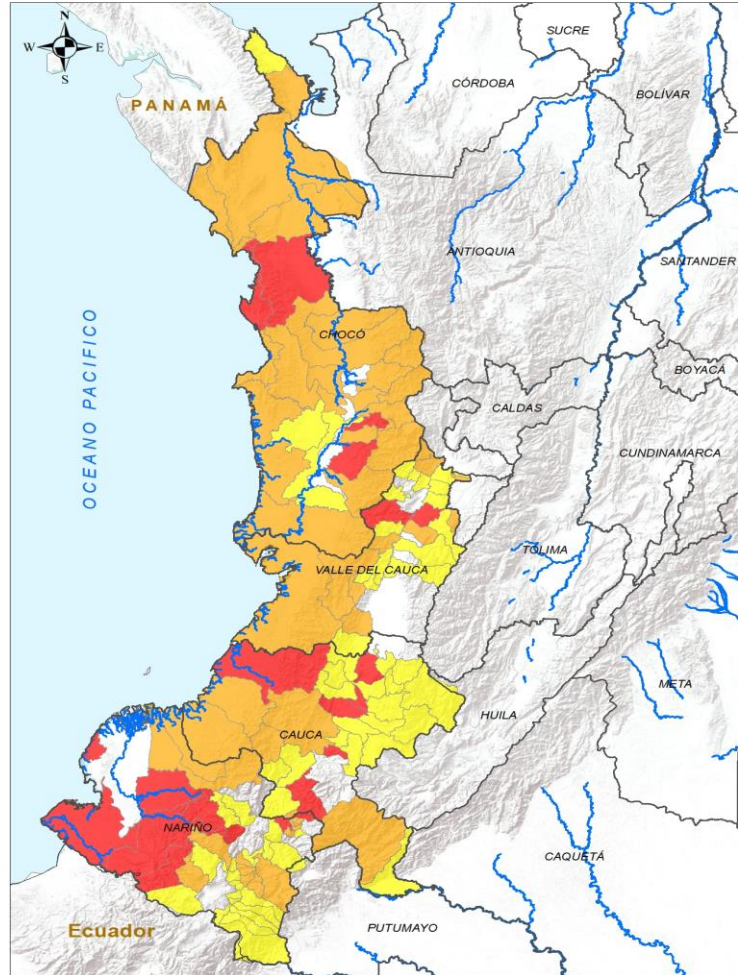 N
W E
S
SUCRE
CÓRDOBA
BOLÍVAR
PANAMÁ
ANTIOQUIA
SANTANDER
OCEANO PACIFICO
CHOCÓ
BOYACÁ
CALDAS
CUNDINAMARCA
TOLIMA
VALLE DEL CAUCA
META
HUILA
CAUCA
NARIÑO
CAQUETÁ
Ecuador
PUTUMAYO